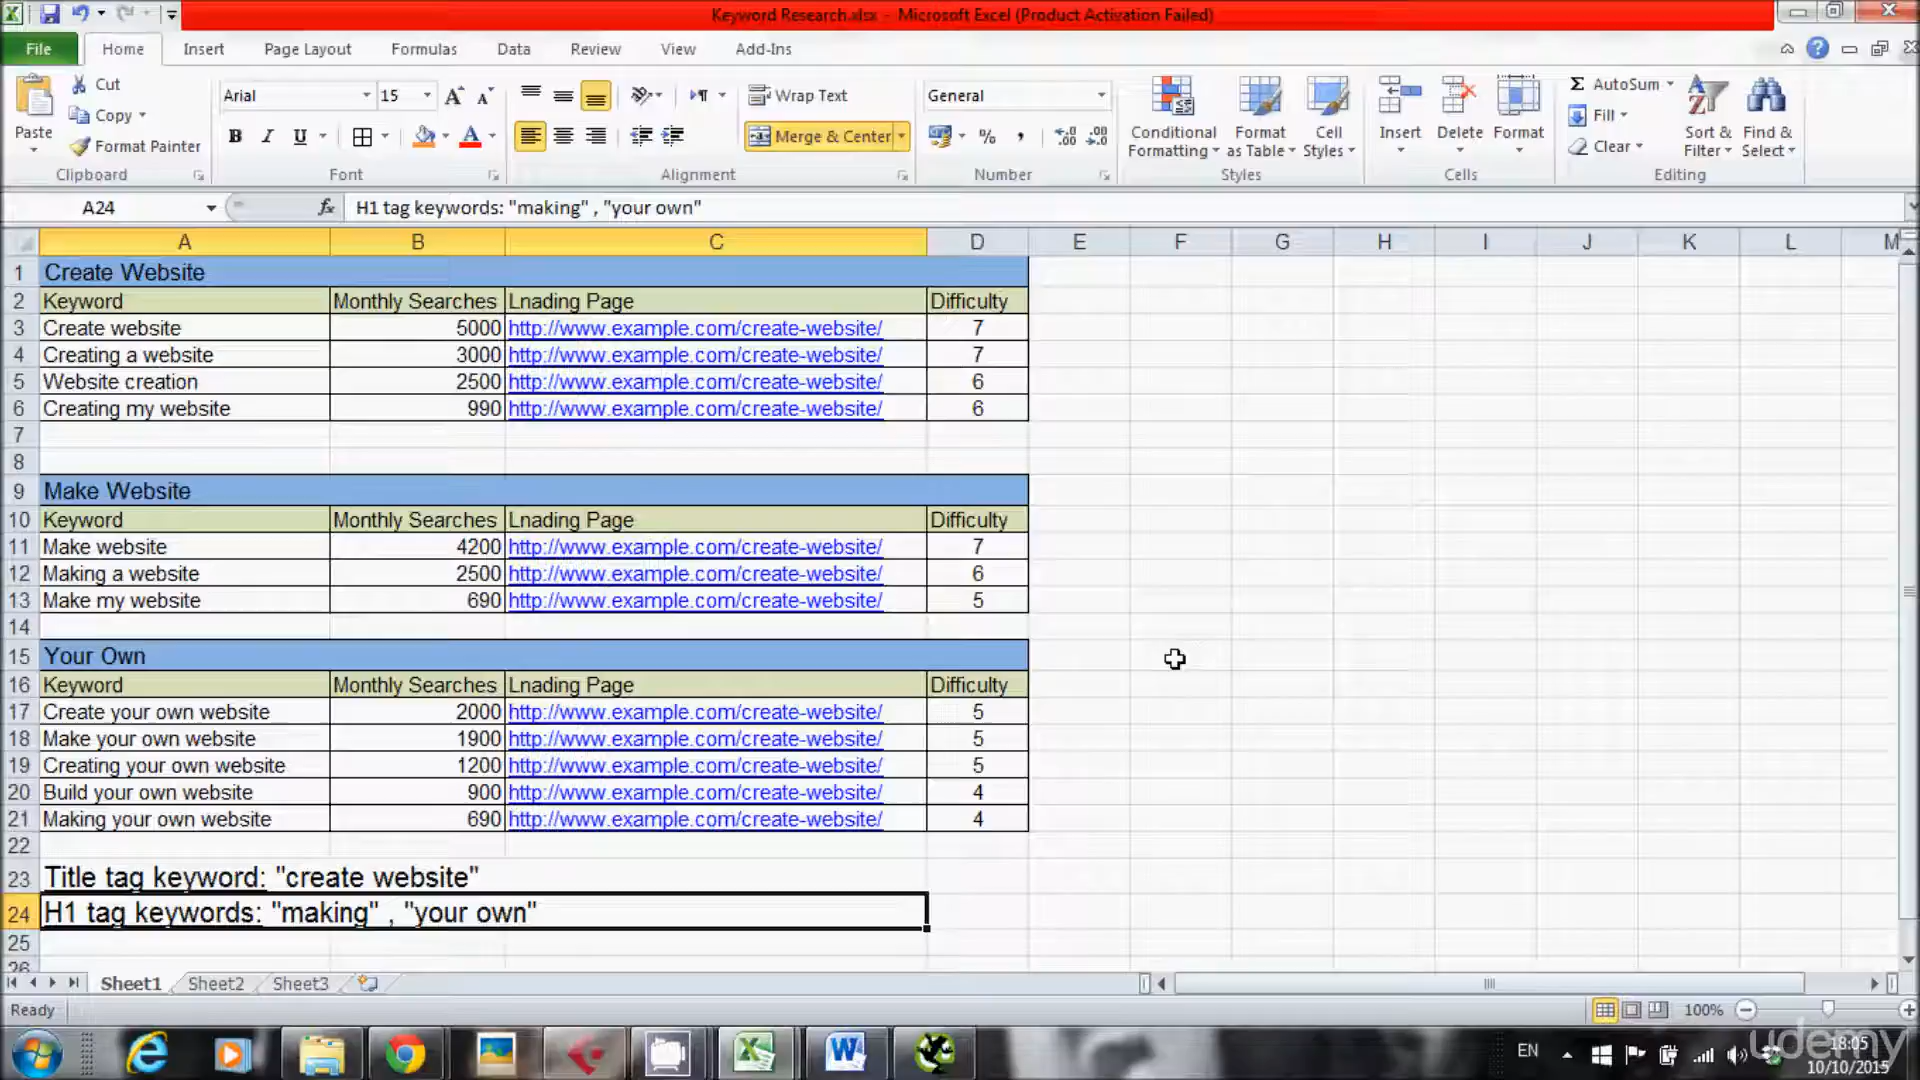 Keyword Research.xlsx - Microsoft Excel (Product Activation Failed)
File Home Insert Page Layout Formulas Data Review View Add-Ins
Paste Cut Copy Format Painter Clipboard
Arial 15 Font
Wrap Text Merge & Center Alignment
General Number
Conditional Formatting Format as Table Cell Styles Styles
Insert Delete Format Cells
AutoSum Fill Clear Sort & Filter Find & Select Editing
A24 fx H1 tag keywords: "making" , "your own"
A B C D E F G H I J K L M
1 Create Website
2 Keyword Monthly Searches Lnading Page Difficulty
3 Create website 5000 http://www.example.com/create-website/ 7
4 Creating a website 3000 http://www.example.com/create-website/ 7
5 Website creation 2500 http://www.example.com/create-website/ 6
6 Creating my website 990 http://www.example.com/create-website/ 6
7
8
9 Make Website
10 Keyword Monthly Searches Lnading Page Difficulty
11 Make website 4200 http://www.example.com/create-website/ 7
12 Making a website 2500 http://www.example.com/create-website/ 6
13 Make my website 690 http://www.example.com/create-website/ 5
14
15 Your Own
16 Keyword Monthly Searches Lnading Page Difficulty
17 Create your own website 2000 http://www.example.com/create-website/ 5
18 Make your own website 1900 http://www.example.com/create-website/ 5
19 Creating your own website 1200 http://www.example.com/create-website/ 5
20 Build your own website 900 http://www.example.com/create-website/ 4
21 Making your own website 690 http://www.example.com/create-website/ 4
22
23 Title tag keyword: "create website"
24 H1 tag keywords: "making" , "your own"
25
26
Sheet1 Sheet2 Sheet3
Ready 100%
udemy
EN 18:05
10/10/2015